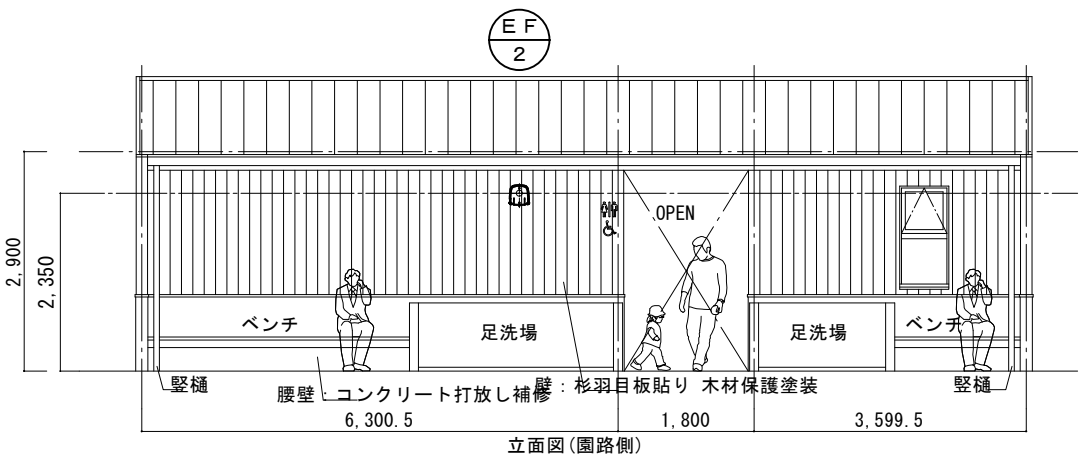 E F
2
OPEN
2,900
2,350
ベンチ
足洗場
足洗場
ベンチ
竪樋
腰壁：コンクリート打放し補修
壁：杉羽目板貼り 木材保護塗装
竪樋
6,300.5
1,800
3,599.5
立面図(園路側)